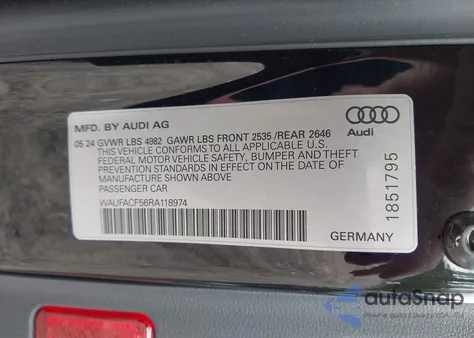 MFD. BY AUDI AG
05 24 GVWR LBS 4982 GAWR LBS FRONT 2535 /REAR 2646
THIS VEHICLE CONFORMS TO ALL APPLICABLE U.S.
FEDERAL MOTOR VEHICLE SAFETY, BUMPER AND THEFT
PREVENTION STANDARDS IN EFFECT ON THE DATE OF
MANUFACTURE SHOWN ABOVE
PASSENGER CAR
WAUFACF56RA118974
Audi
1851795
GERMANY
autaSnap